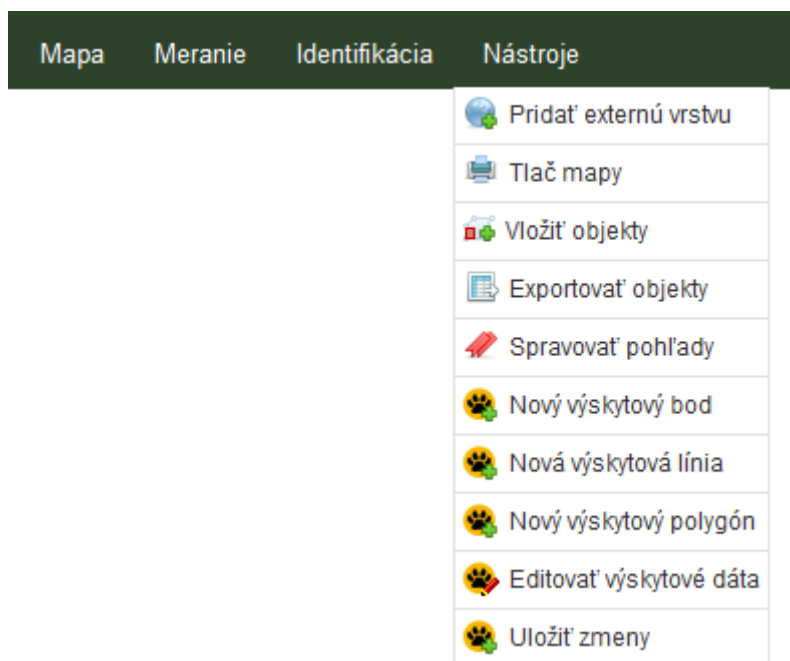 Mapa Meranie Identifikácia Nástroje
Pridať externú vrstvu
Tlač mapy
Vložiť objekty
Exportovať objekty
Spravovať pohľady
Nový výskytový bod
Nová výskytová línia
Nový výskytový polygón
Editovať výskytové dáta
Uložiť zmeny